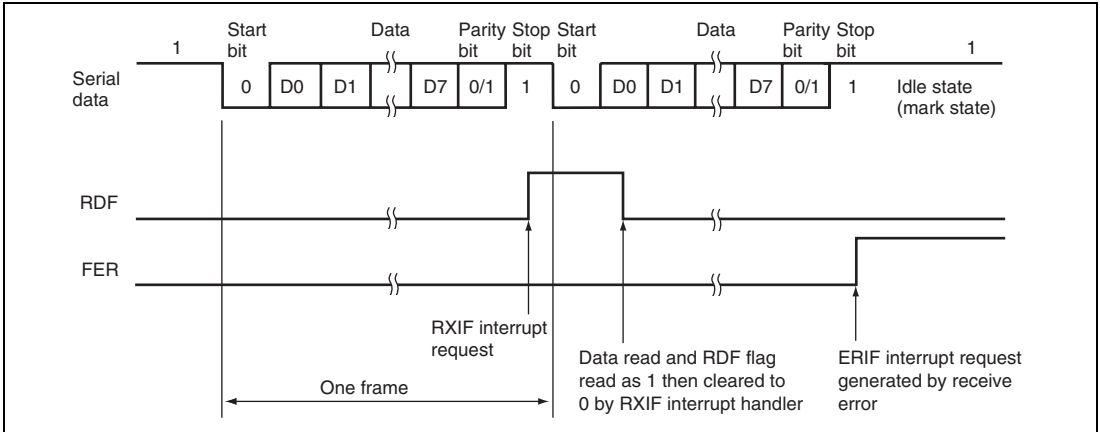 Start bit Data Parity bit Stop bit Start bit Data Parity bit Stop bit
1 1
Serial data 0 D0 D1 D7 0/1 1 0 D0 D1 D7 0/1 1 Idle state (mark state)
RDF
FER
RXIF interrupt request
Data read and RDF flag
read as 1 then cleared to
0 by RXIF interrupt handler
ERIF interrupt request
generated by receive
error
One frame